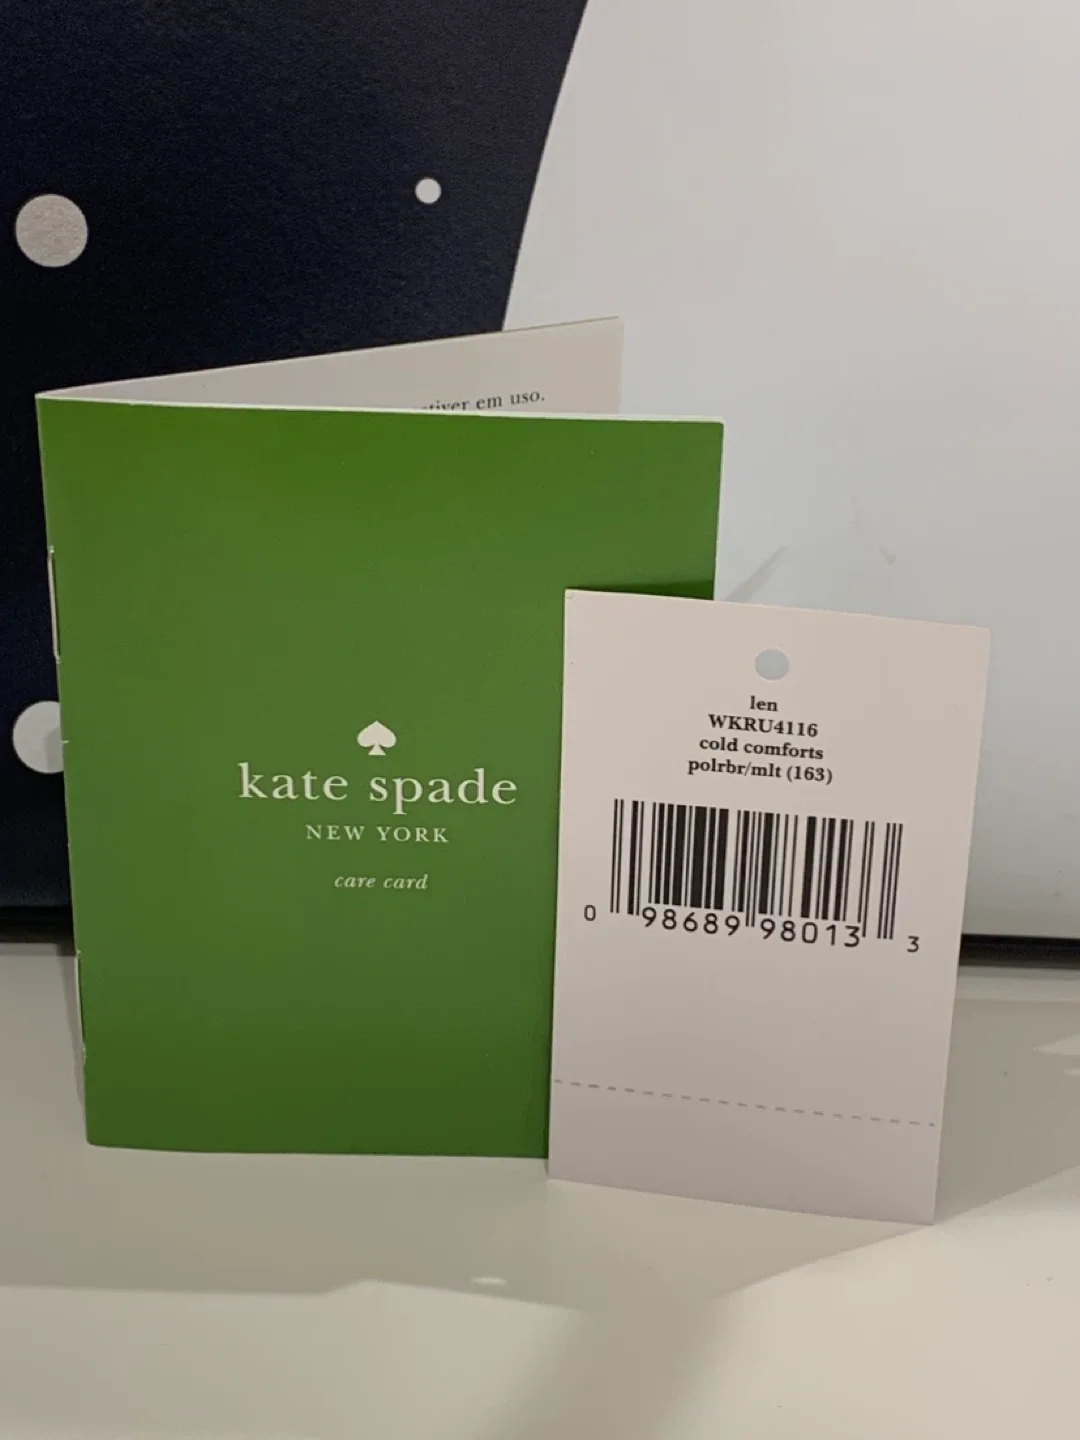 em uso.
kate spade
NEW YORK
care card
len
WKRU4116
cold comforts
polrbr/mlt (163)
0 98689 98013 3